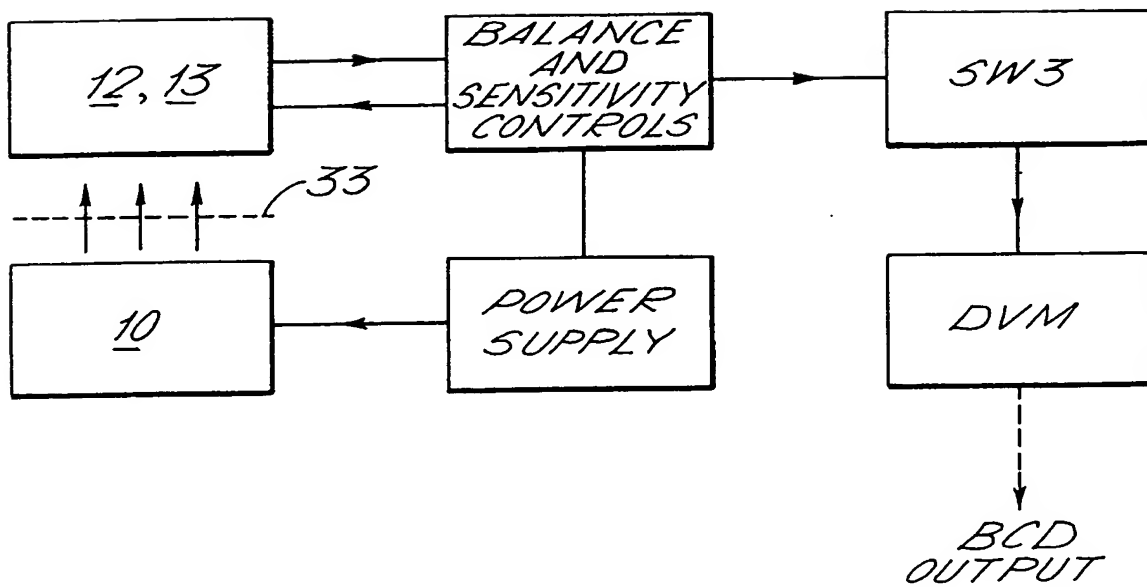 12, 13
BALANCE
AND
SENSITIVITY
CONTROLS
SW3
33
10
POWER
SUPPLY
DVM
BCD
OUTPUT